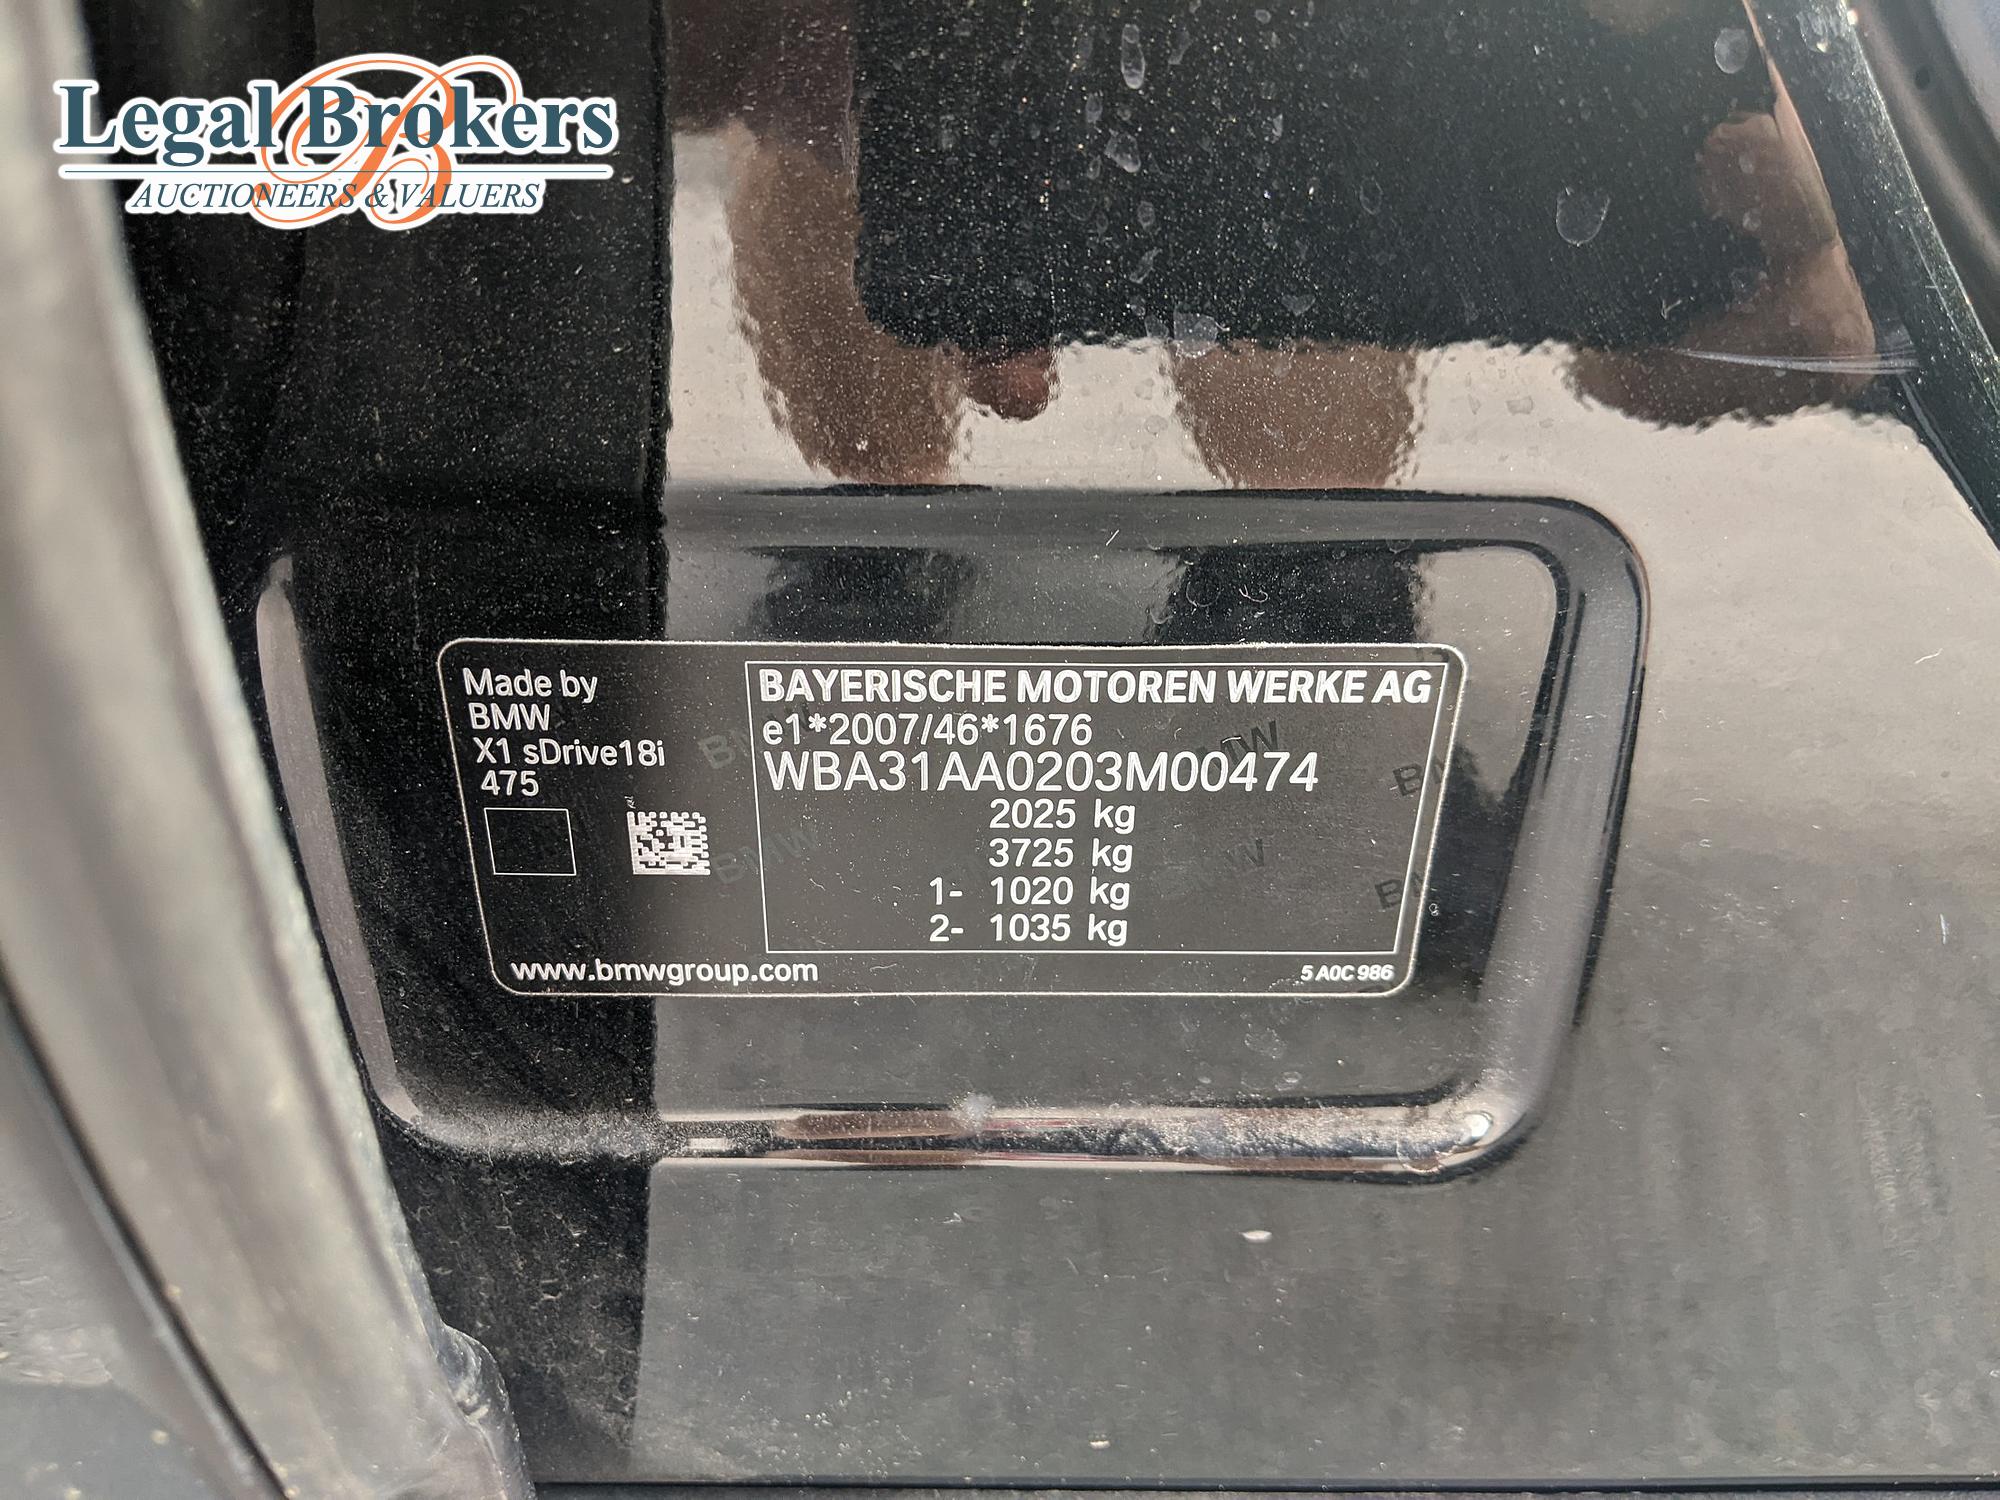 Legal Brokers
AUCTIONEERS & VALUERS
Made by
BMW
X1 sDrive18i
475
BAYERISCHE MOTOREN WERKE AG
e1*2007/46*1676
WBA31AA0203M00474
2025 kg
3725 kg
1- 1020 kg
2- 1035 kg
www.bmwgroup.com
5 A0C 986